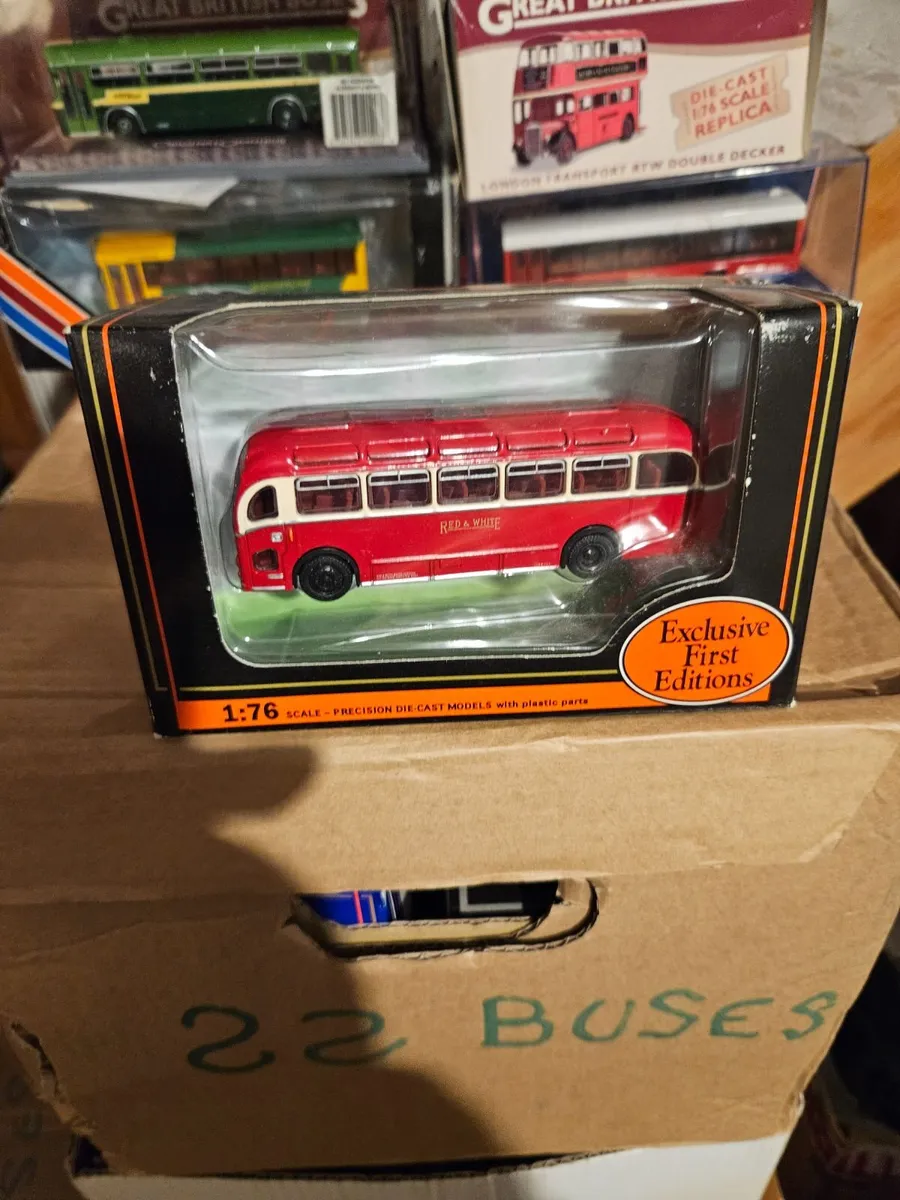 GREAT BRITISH BUSES
GREAT BRI
DIE-CAST
1:76 SCALE
REPLICA
LONDON TRANSPORT RTW DOUBLE DECKER
RED & WHITE
Exclusive
First
Editions
1:76 SCALE – PRECISION DIE-CAST MODELS with plastic parts
22 BUSES